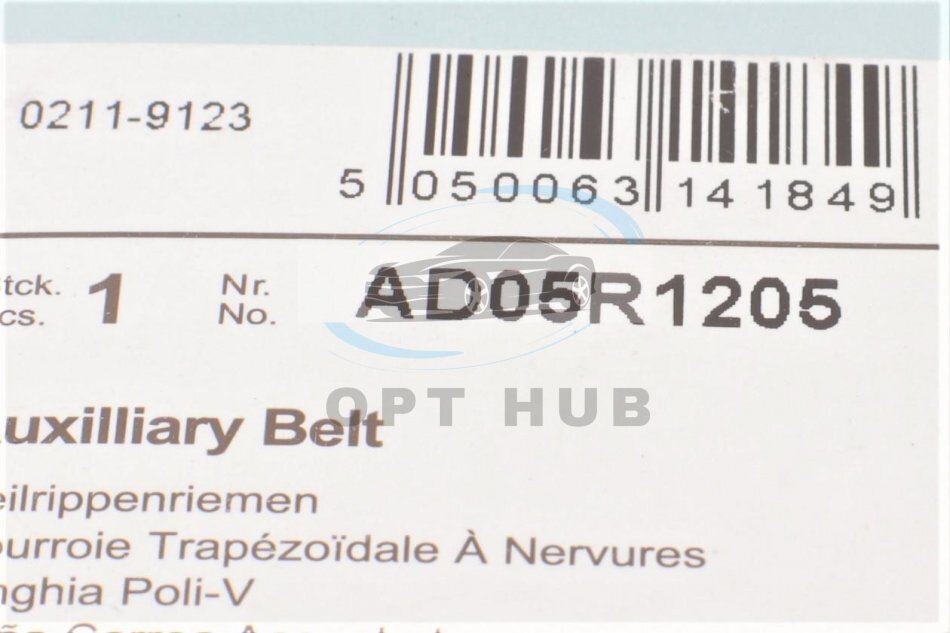 0211-9123
5 050063 141849
tck. 1 Nr.
cs. No.
AD05R1205
OPT HUB
uxilliary Belt
eilrippenriemen
ourroie Trapézoïdale À Nervures
nghia Poli-V